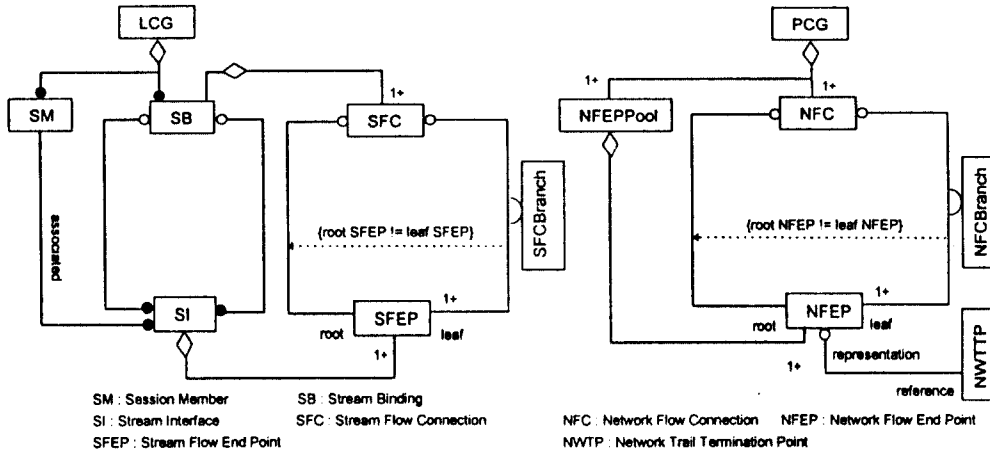 LCG
SM
SB
1+
SFC
associated
{root SFEP != leaf SFEP}
SFCBranch
SI
root
SFEP
1+
leaf
1+
SM : Session Member
SB : Stream Binding
SI : Stream Interface
SFC : Stream Flow Connection
SFEP : Stream Flow End Point
PCG
1+
1+
NFEPPool
NFC
{root NFEP != leaf NFEP}
NFCBranch
root
NFEP
1+
leaf
1+
representation
reference
NWTTP
NFC : Network Flow Connection
NFEP : Network Flow End Point
NWTP : Network Trail Termination Point